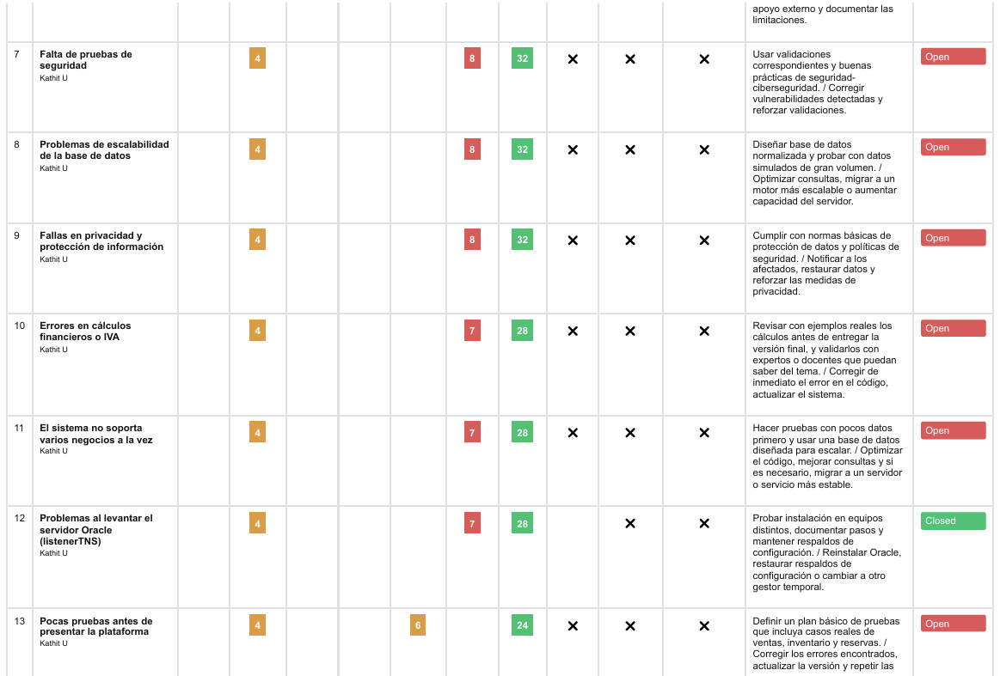 apoyo externo y documentar las
limitaciones.
7
Falta de pruebas de
seguridad
Kathit U
4
8
32
Usar validaciones
correspondientes y buenas
prácticas de seguridad-
ciberseguridad. / Corregir
vulnerabilidades detectadas y
reforzar validaciones.
Open
8
Problemas de escalabilidad
de la base de datos
Kathit U
4
8
32
Diseñar base de datos
normalizada y probar con datos
simulados de gran volumen. /
Optimizar consultas, migrar a un
motor más escalable o aumentar
capacidad del servidor.
Open
9
Fallas en privacidad y
protección de información
Kathit U
4
8
32
Cumplir con normas básicas de
protección de datos y políticas de
seguridad. / Notificar a los
afectados, restaurar datos y
reforzar las medidas de
privacidad.
Open
10
Errores en cálculos
financieros o IVA
Kathit U
4
7
28
Revisar con ejemplos reales los
cálculos antes de entregar la
versión final, y validarlos con
expertos o docentes que puedan
saber del tema. / Corregir de
inmediato el error en el código,
actualizar el sistema.
Open
11
El sistema no soporta
varios negocios a la vez
Kathit U
4
7
28
Hacer pruebas con pocos datos
primero y usar una base de datos
diseñada para escalar. / Optimizar
el código, mejorar consultas y si
es necesario, migrar a un servidor
o servicio más estable.
Open
12
Problemas al levantar el
servidor Oracle
(listenerTNS)
Kathit U
4
7
28
Probar instalación en equipos
distintos, documentar pasos y
mantener respaldos de
configuración. / Reinstalar Oracle,
restaurar respaldos de
configuración o cambiar a otro
gestor temporal.
Closed
13
Pocas pruebas antes de
presentar la plataforma
Kathit U
4
6
24
Definir un plan básico de pruebas
que incluya casos reales de
ventas, inventario y reservas. /
Corregir los errores encontrados,
actualizar la versión y repetir las
Open